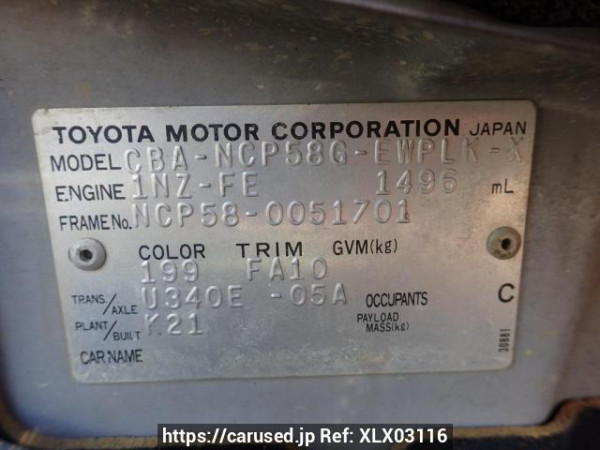 TOYOTA MOTOR CORPORATION JAPAN
MODEL CBA-NCP58G-EWPLK-X
ENGINE 1NZ-FE 1496 mL
FRAME No. NCP58-0051701
COLOR TRIM GVM(kg)
199 FA10
TRANS/AXLE U340E -05A OCCUPANTS C
PLANT/BUILT K21 PAYLOAD MASS(kg)
CAR NAME
30881
https://carused.jp Ref: XLX03116